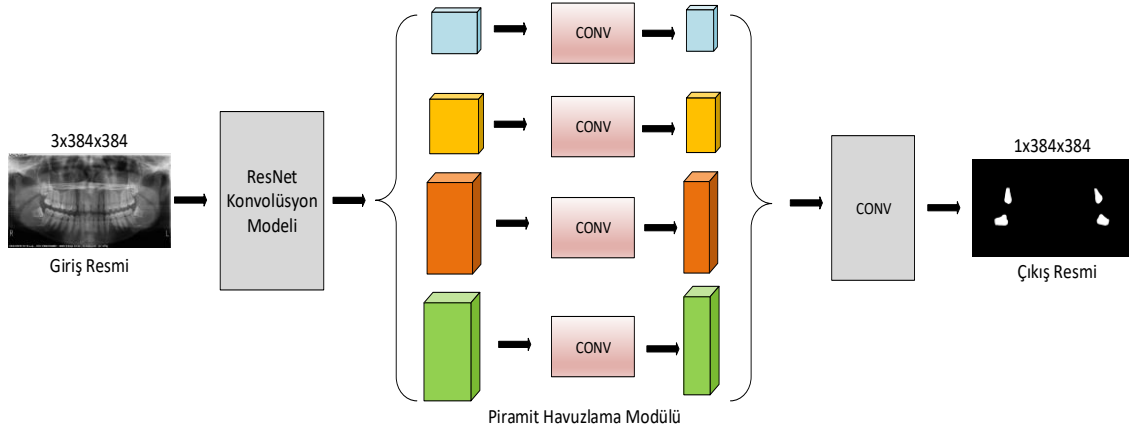 3x384x384
Giriş Resmi
ResNet
Konvolüsyon
Modeli
CONV
CONV
CONV
CONV
Piramit Havuzlama Modülü
CONV
1x384x384
Çıkış Resmi
R
L